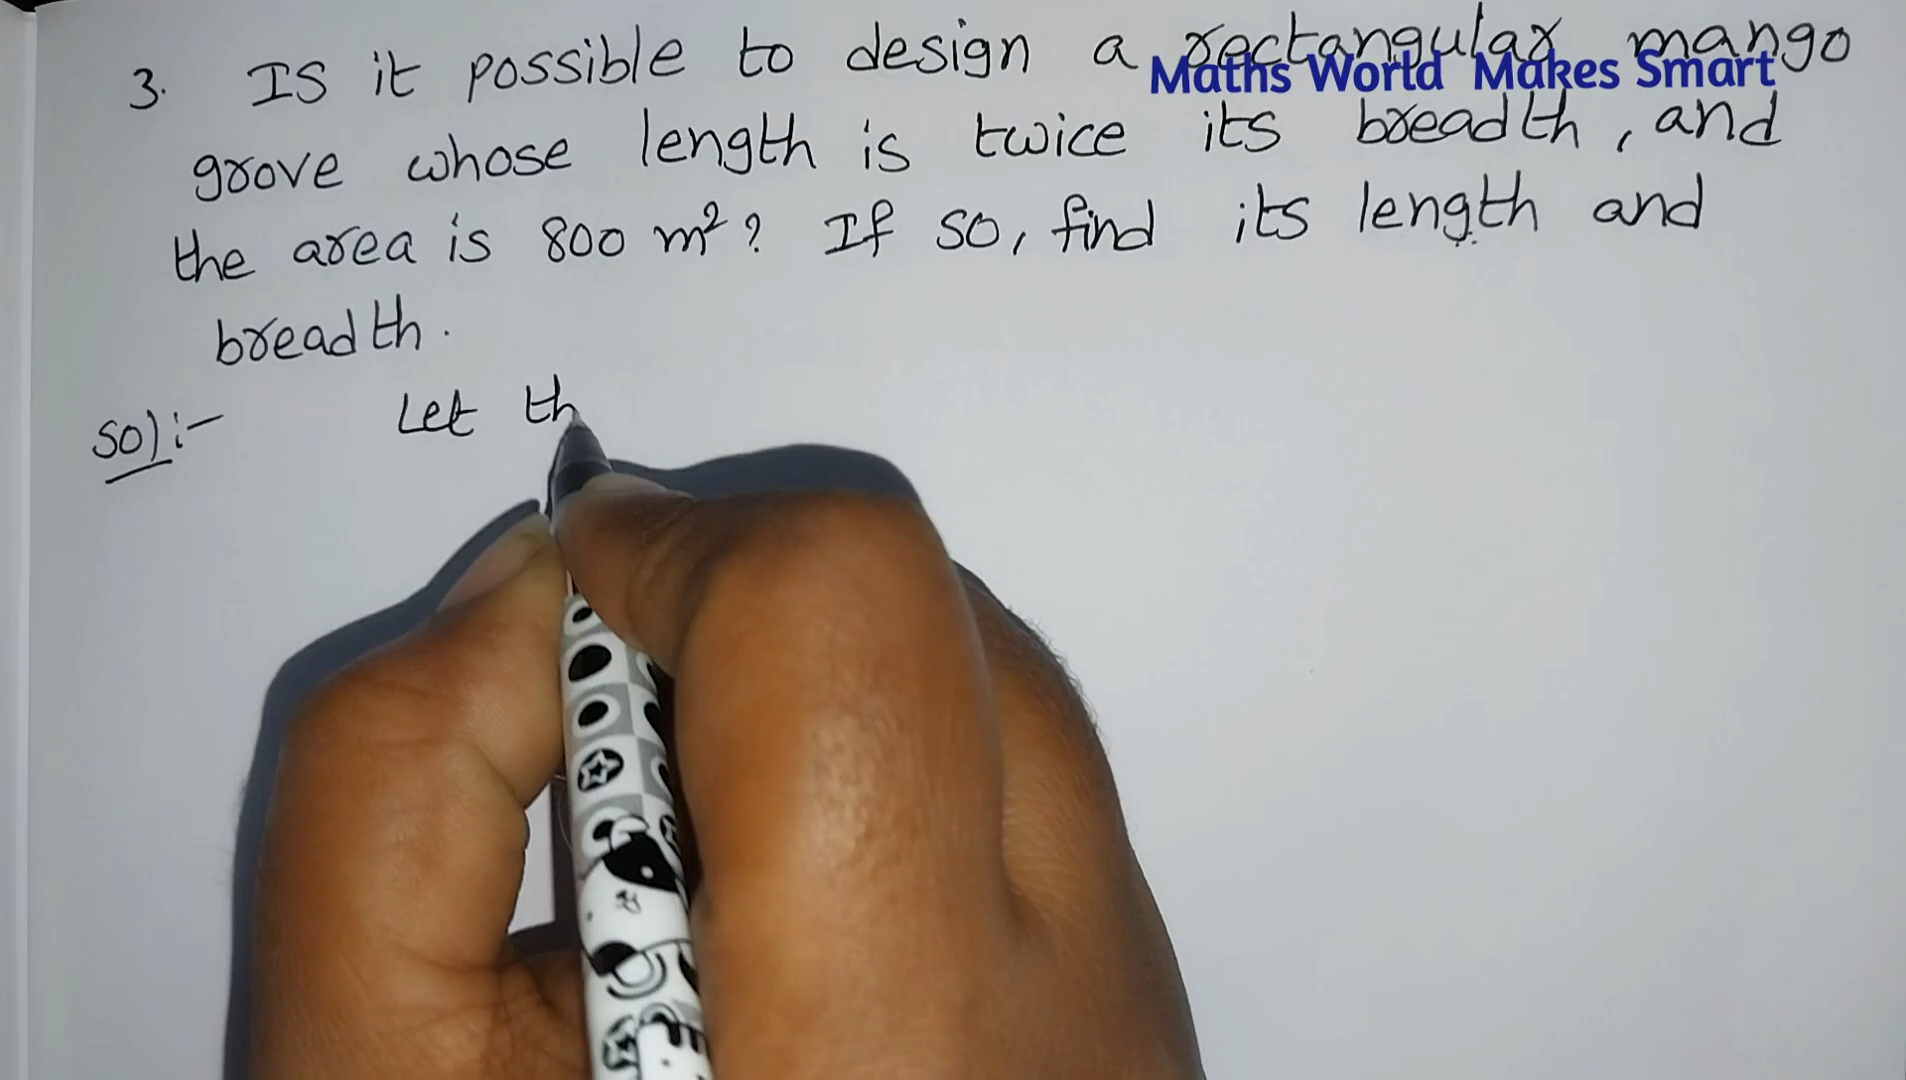 3. Is it possible to design a rectangular mango
Maths World Makes Smart
grove whose length is twice its breadth, and
the area is 800 m²? If so, find its length and
breadth.
Sol:- Let th